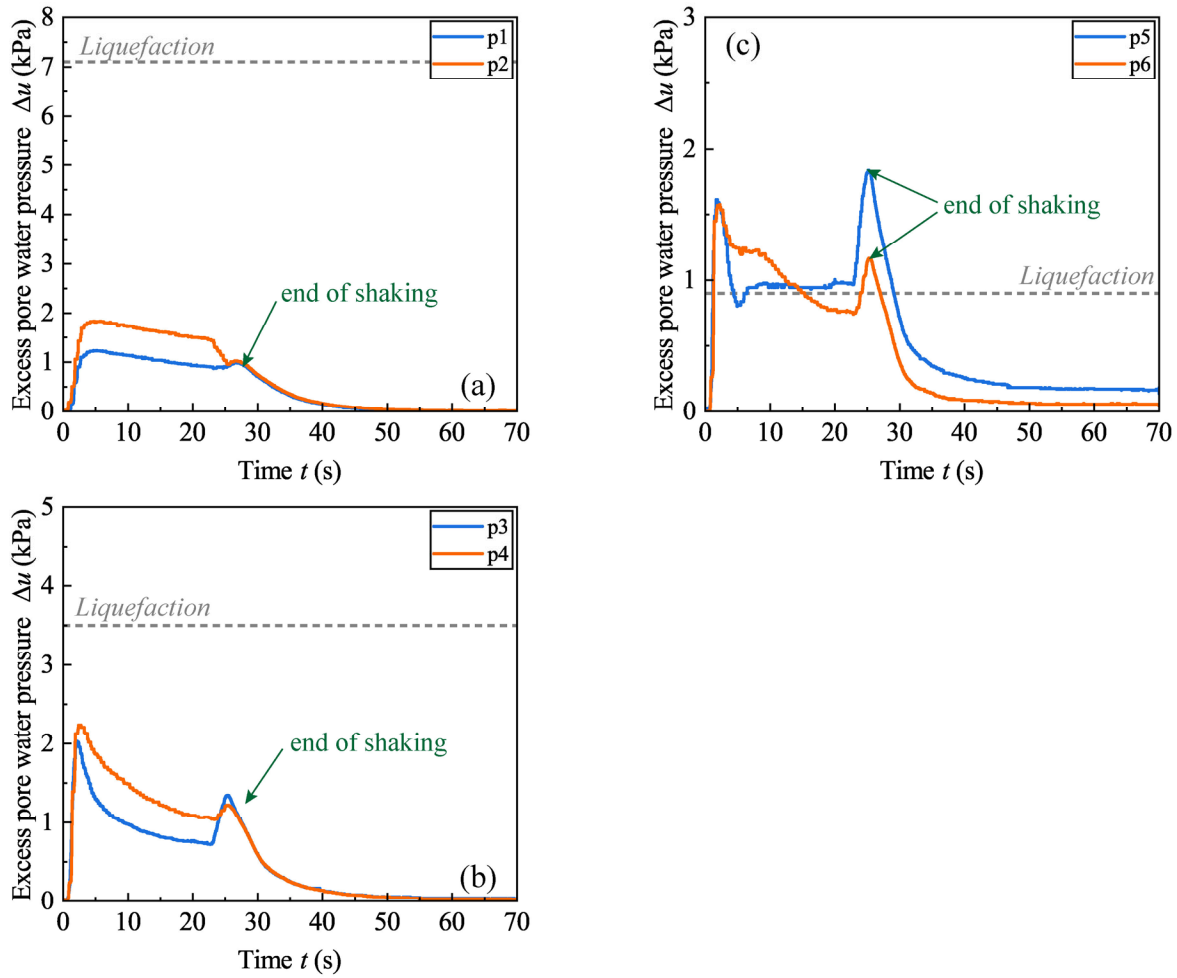 Excess pore water pressure Δu (kPa)
8
7
6
5
4
3
2
1
0
Liquefaction
p1
p2
end of shaking
(a)
0 10 20 30 40 50 60 70
Time t (s)
Excess pore water pressure Δu (kPa)
3
2
1
0
(c)
p5
p6
end of shaking
Liquefaction
0 10 20 30 40 50 60 70
Time t (s)
Excess pore water pressure Δu (kPa)
5
4
3
2
1
0
p3
p4
Liquefaction
end of shaking
(b)
0 10 20 30 40 50 60 70
Time t (s)